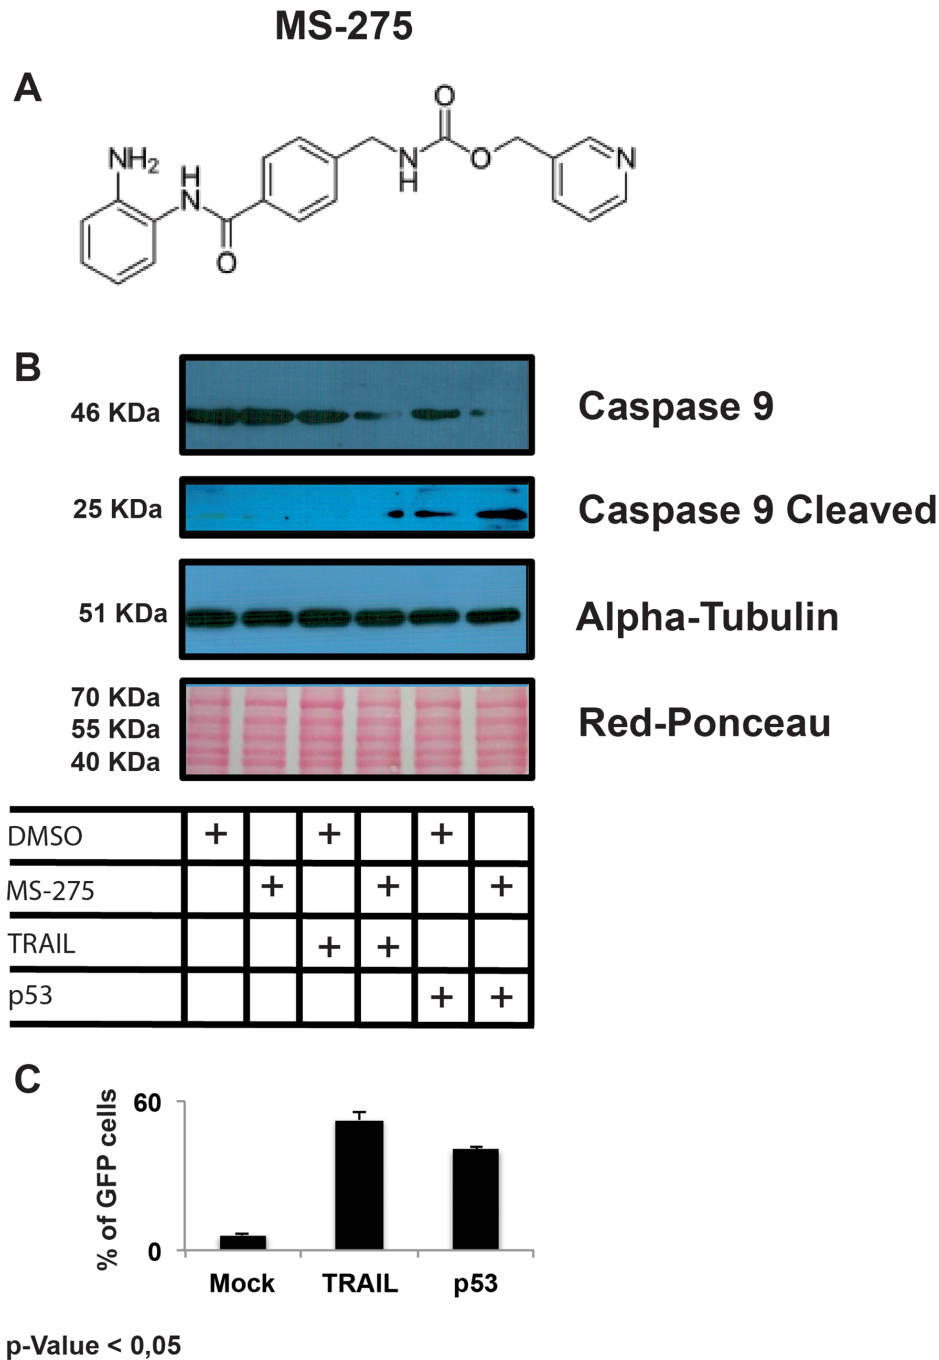 MS-275
A
NH2
H
N
O
O
N
H
O
N
B
46 KDa
Caspase 9
25 KDa
Caspase 9 Cleaved
51 KDa
Alpha-Tubulin
70 KDa
55 KDa
40 KDa
Red-Ponceau
DMSO + + +
MS-275 + + +
TRAIL + +
p53 + +
C
% of GFP cells
60
0
Mock TRAIL p53
p-Value < 0,05